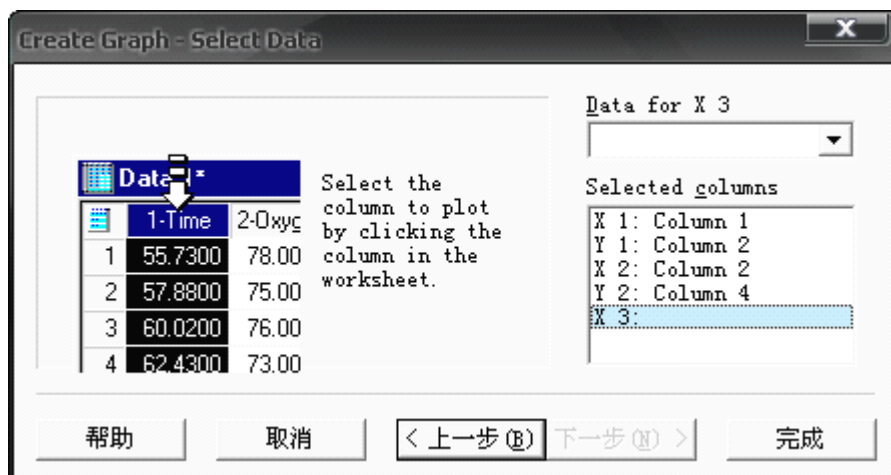 Create Graph - Select Data
X
Data for X 3
Data 1*
1-Time 2-Oxyg
1 55.7300 78.00
2 57.8800 75.00
3 60.0200 76.00
4 62.4300 73.00
Select the
column to plot
by clicking the
column in the
worksheet.
Selected columns
X 1: Column 1
Y 1: Column 2
X 2: Column 2
Y 2: Column 4
X 3:
帮助
取消
< 上一步(B)
下一步(N) >
完成